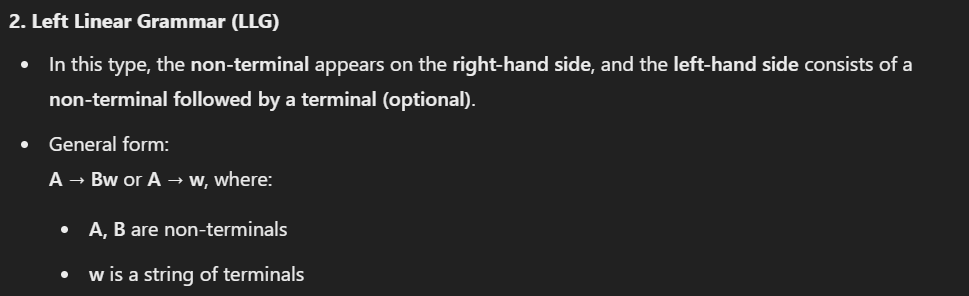 2. Left Linear Grammar (LLG)
• In this type, the non-terminal appears on the right-hand side, and the left-hand side consists of a
non-terminal followed by a terminal (optional).
• General form:
A → Bw or A → w, where:
• A, B are non-terminals
• w is a string of terminals